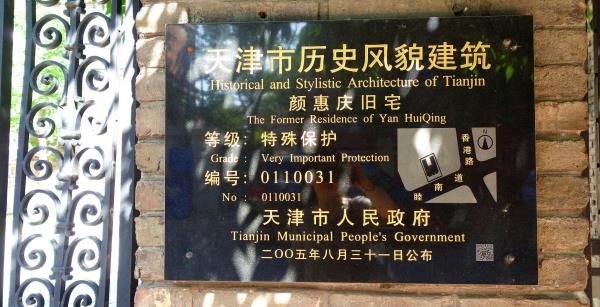 天津市历史风貌建筑
Historical and Stylistic Architecture of Tianjin
颜惠庆旧宅
The Former Residence of Yan HuiQing
等级：特殊保护
Grade : Very Important Protection
编号：0110031
No : 0110031
香港路
N
睦南道
天津市人民政府
Tianjin Municipal People's Government
二〇〇五年八月三十一日公布